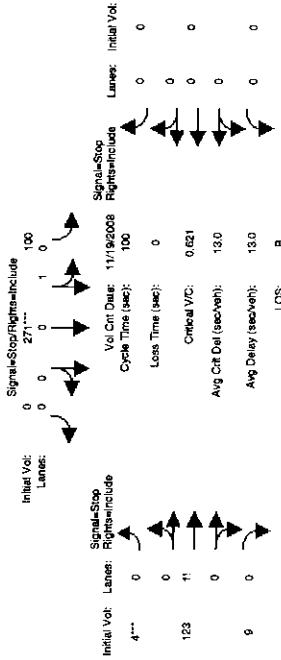 Signal=Stop/Rights=Include
Initial Vol: 0 271*** 100
Lanes: 0 0 0 1 0
Signal=Stop
Rights=Include
Initial Vol: Lanes:
4*** 0
0
123 1!
0
9 0
Vol Cnt Date: 11/19/2008
Cycle Time (sec): 100
Loss Time (sec): 0
Critical V/C: 0.621
Avg Crit Del (sec/veh): 13.0
Avg Delay (sec/veh): 13.0
LOS: B
Signal=Stop
Rights=Include
Lanes: Initial Vol:
0 0
0
0 0
0
0 0